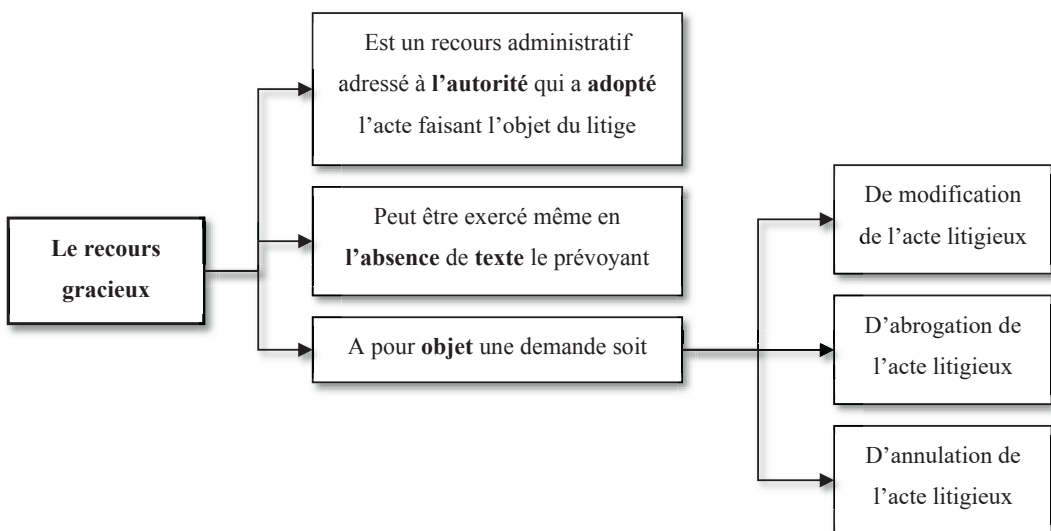 Le recours
gracieux
Est un recours administratif
adressé à l’autorité qui a adopté
l’acte faisant l’objet du litige
Peut être exercé même en
l’absence de texte le prévoyant
A pour objet une demande soit
De modification
de l’acte litigieux
D’abrogation de
l’acte litigieux
D’annulation de
l’acte litigieux